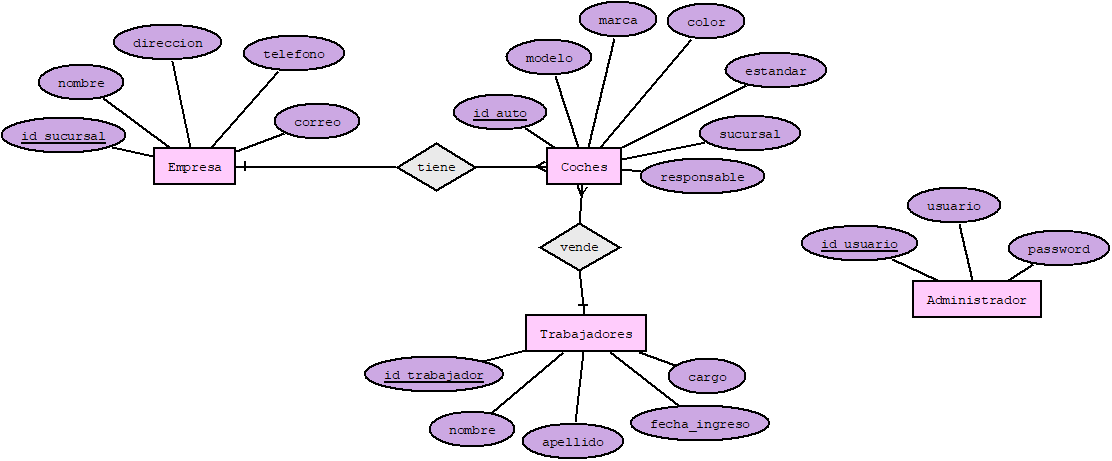 marca
color
direccion
telefono
modelo
estandar
nombre
id_auto
correo
id_sucursal
sucursal
Empresa
tiene
Coches
responsable
usuario
id_usuario
password
vende
Administrador
Trabajadores
id_trabajador
cargo
nombre
fecha_ingreso
apellido